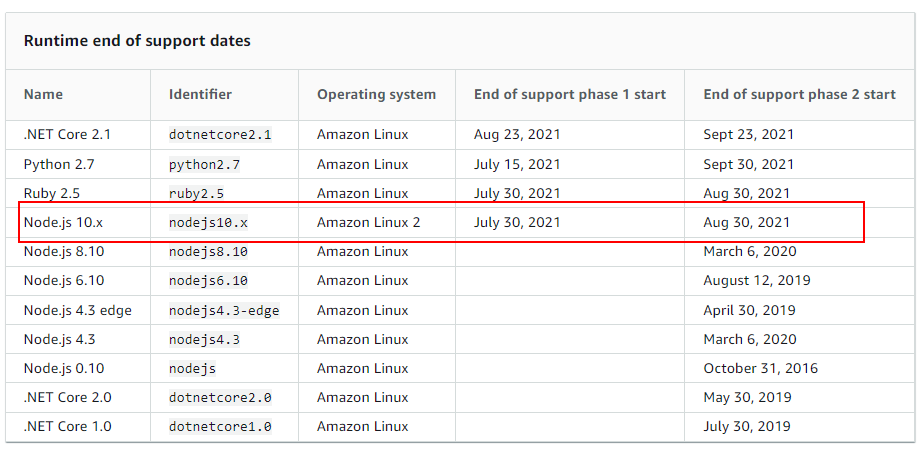 Runtime end of support dates
Name Identifier Operating system End of support phase 1 start End of support phase 2 start
.NET Core 2.1 dotnetcore2.1 Amazon Linux Aug 23, 2021 Sept 23, 2021
Python 2.7 python2.7 Amazon Linux July 15, 2021 Sept 30, 2021
Ruby 2.5 ruby2.5 Amazon Linux July 30, 2021 Aug 30, 2021
Node.js 10.x nodejs10.x Amazon Linux 2 July 30, 2021 Aug 30, 2021
Node.js 8.10 nodejs8.10 Amazon Linux March 6, 2020
Node.js 6.10 nodejs6.10 Amazon Linux August 12, 2019
Node.js 4.3 edge nodejs4.3-edge Amazon Linux April 30, 2019
Node.js 4.3 nodejs4.3 Amazon Linux March 6, 2020
Node.js 0.10 nodejs Amazon Linux October 31, 2016
.NET Core 2.0 dotnetcore2.0 Amazon Linux May 30, 2019
.NET Core 1.0 dotnetcore1.0 Amazon Linux July 30, 2019